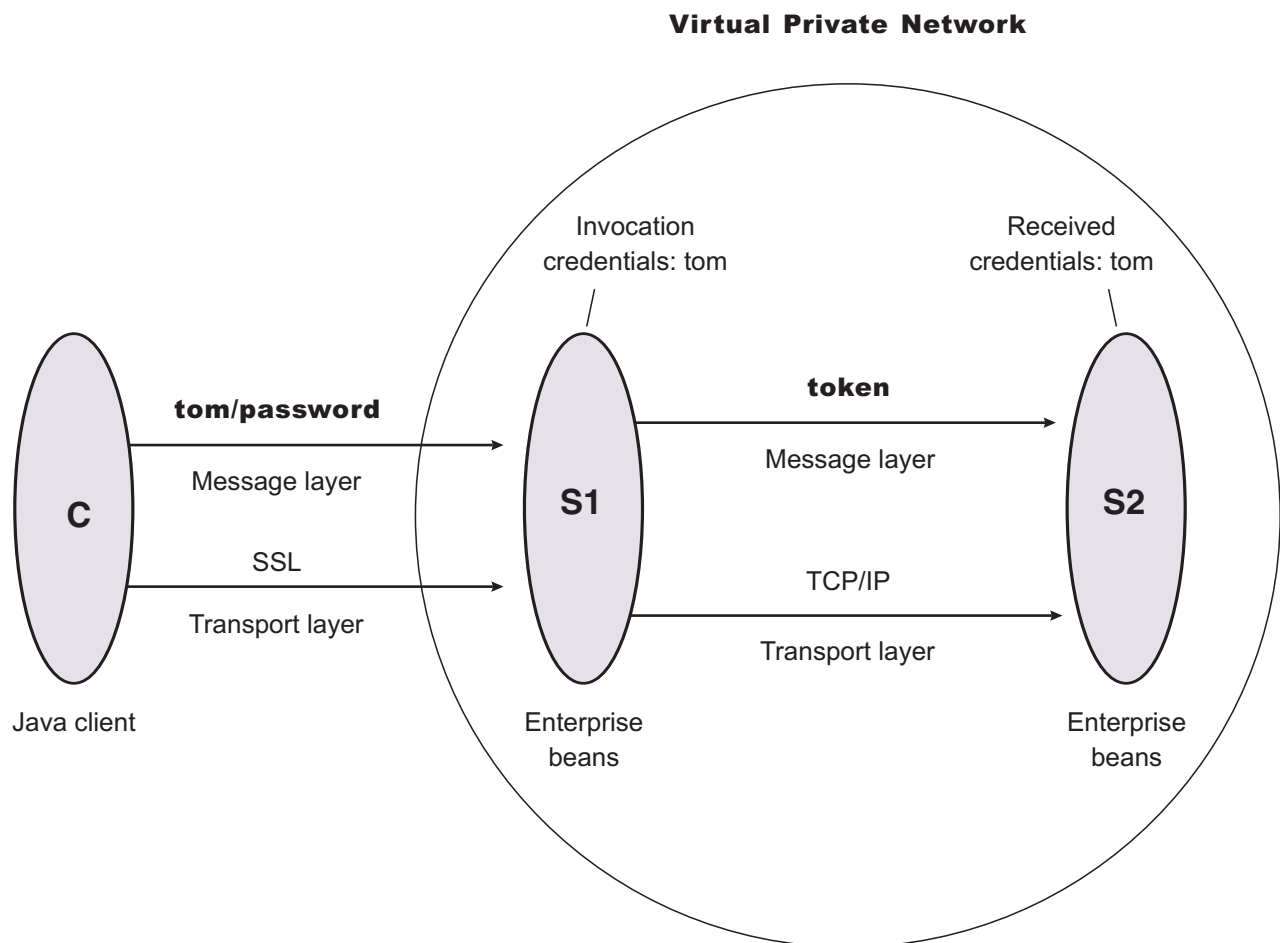 Virtual Private Network
Invocation
credentials: tom
Received
credentials: tom
tom/password
Message layer
token
Message layer
C
S1
S2
SSL
Transport layer
TCP/IP
Transport layer
Java client
Enterprise
beans
Enterprise
beans